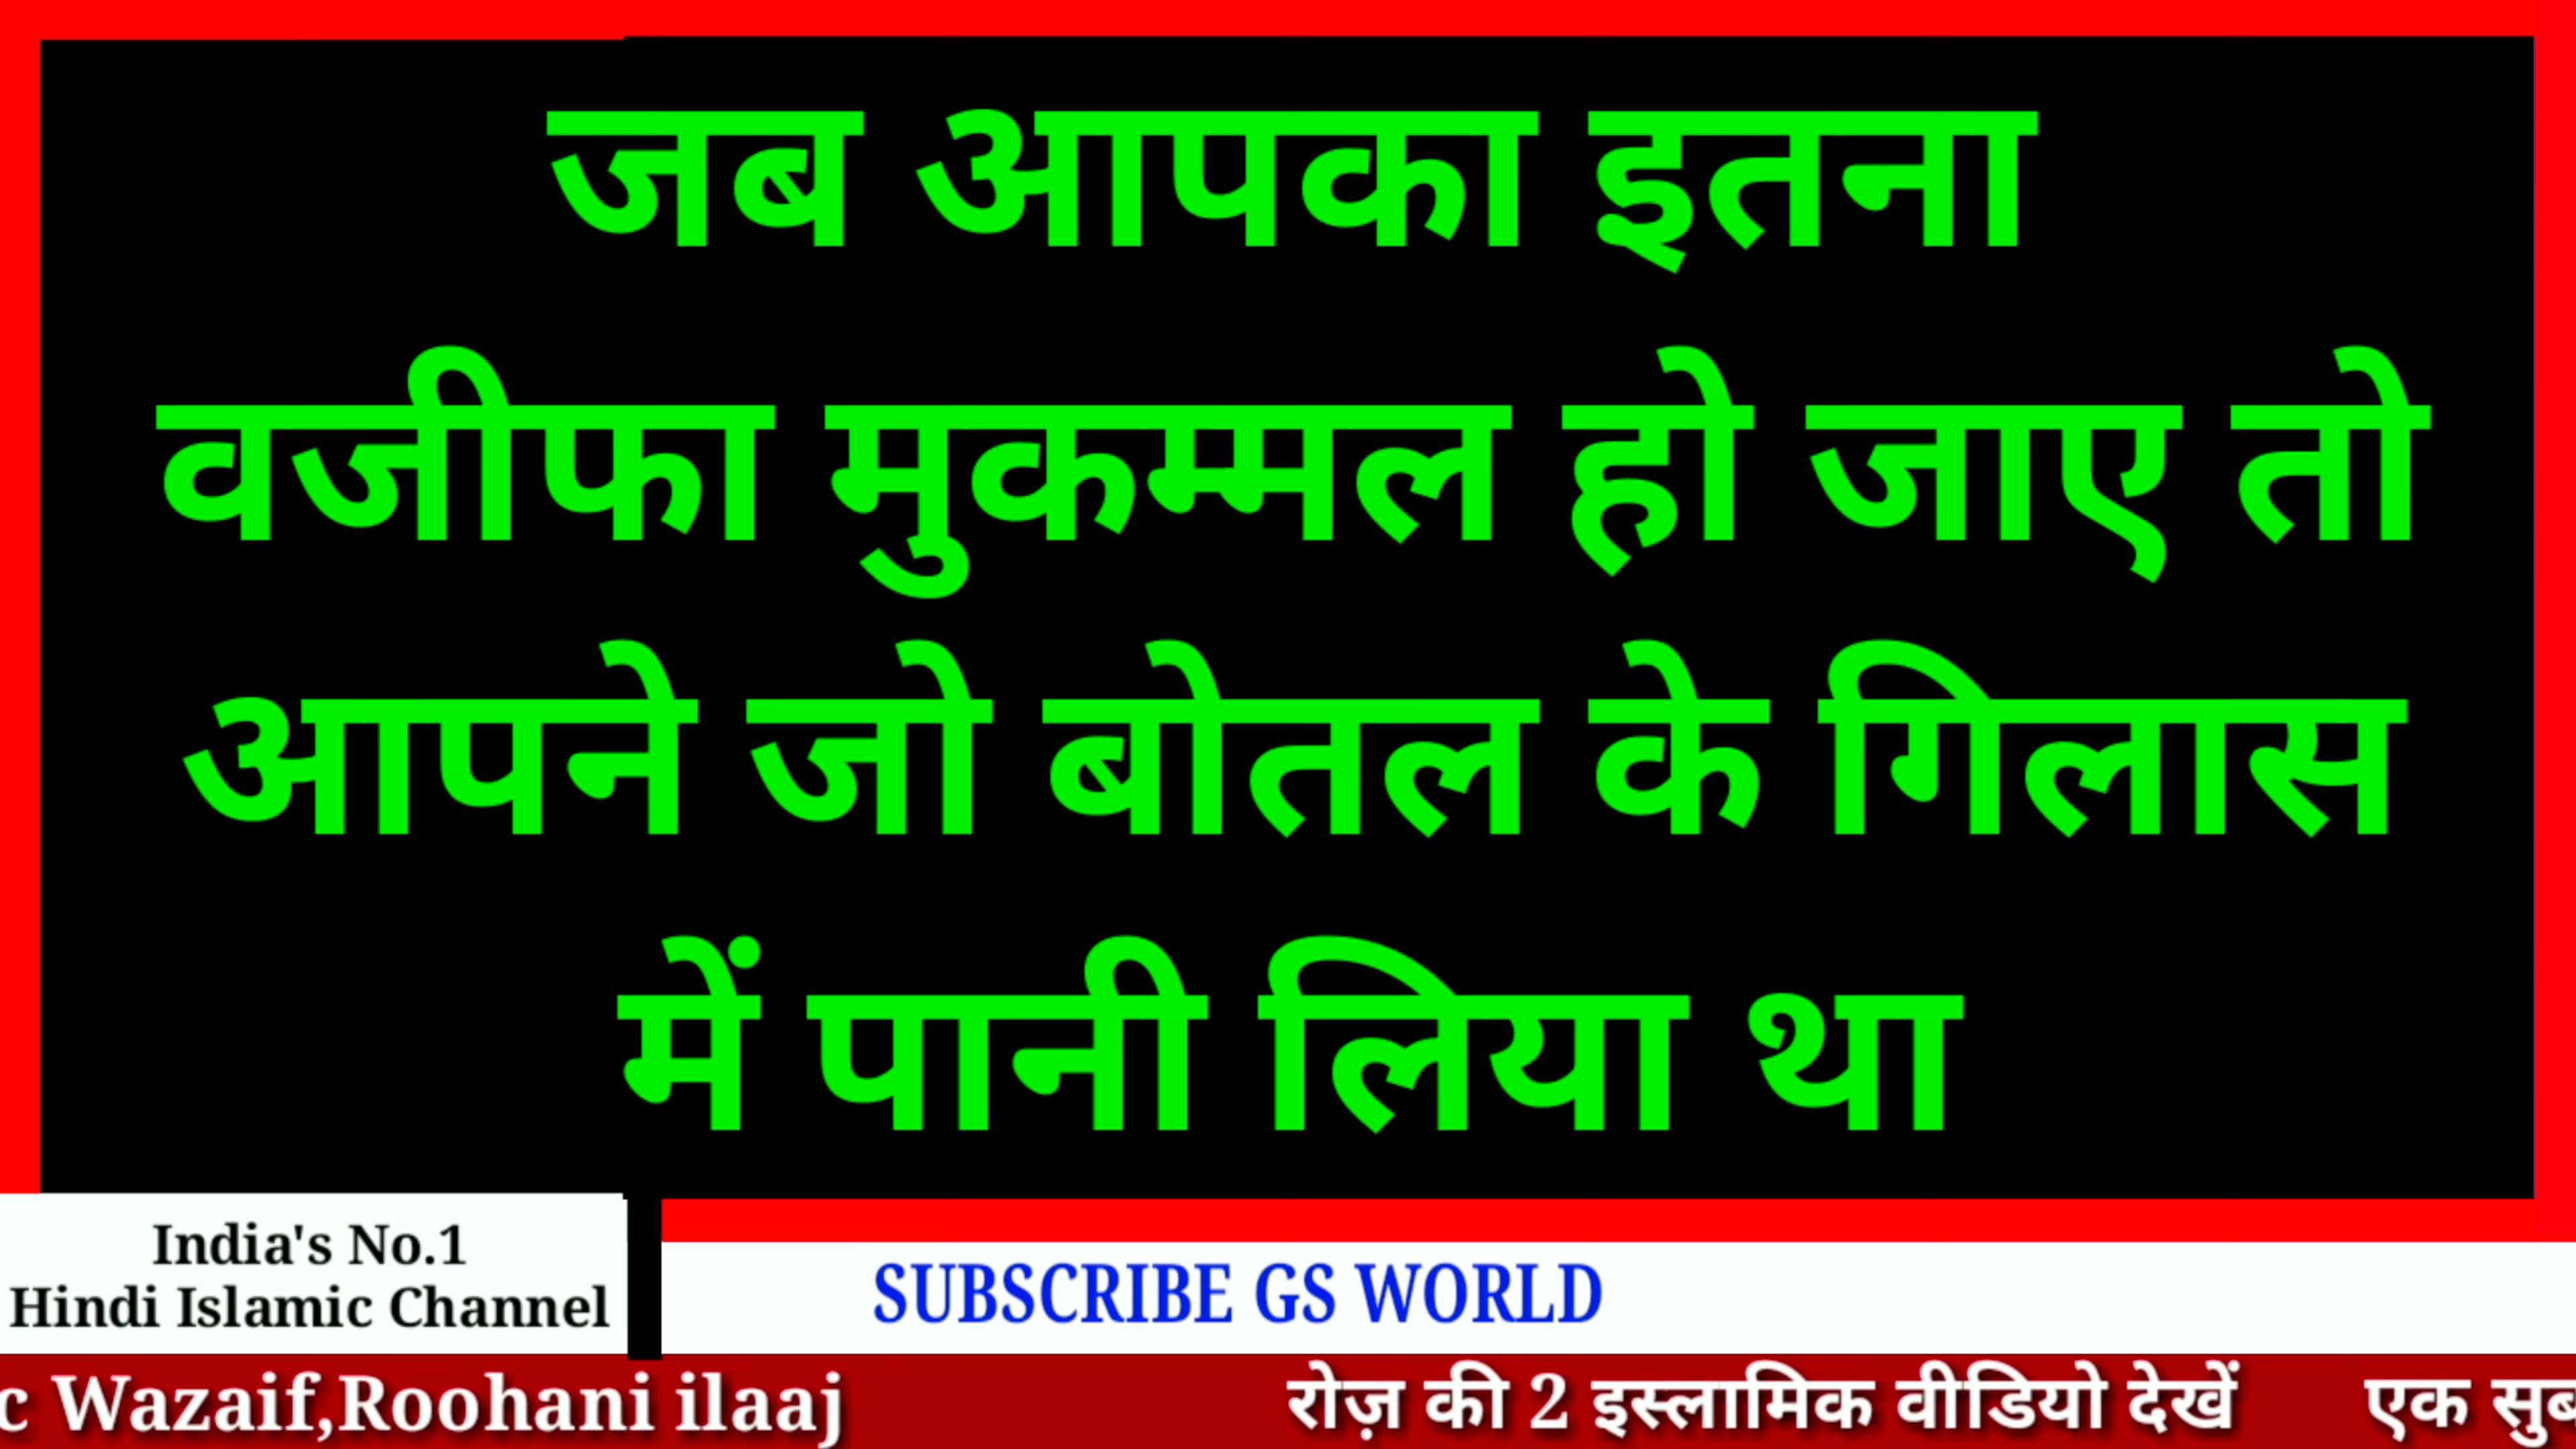 जब आपका इतना
वजीफा मुकम्मल हो जाए तो
आपने जो बोतल के गिलास
में पानी लिया था
India's No.1
Hindi Islamic Channel
SUBSCRIBE GS WORLD
Wazaif,Roohani ilaaj रोज़ की 2 इस्लामिक वीडियो देखें एक